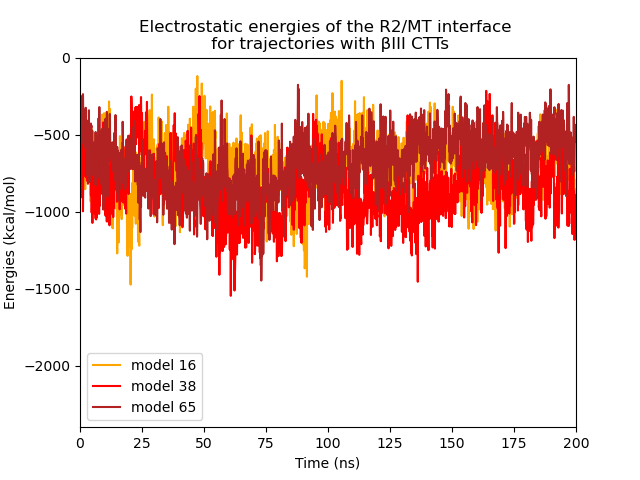 Electrostatic energies of the R2/MT interface
for trajectories with βIII CTTs
0
−500
−1000
−1500
−2000
Energies (kcal/mol)
model 16
model 38
model 65
0 25 50 75 100 125 150 175 200
Time (ns)